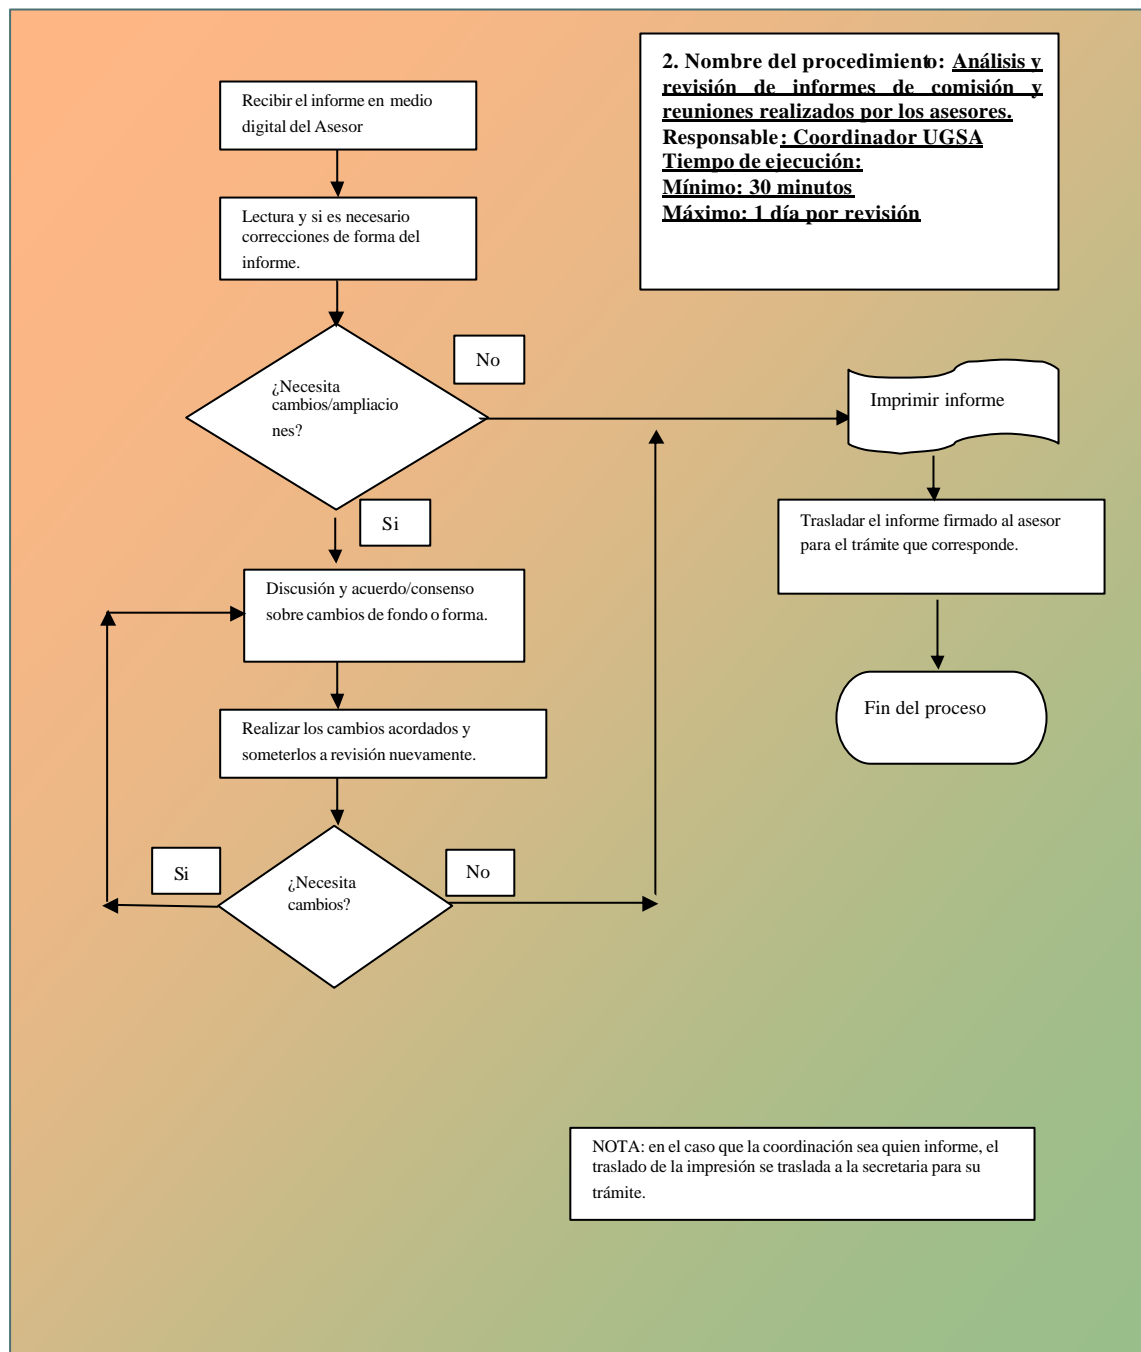 2. Nombre del procedimiento: Análisis y
revisión de informes de comisión y
reuniones realizados por los asesores.
Responsable: Coordinador UGSA
Tiempo de ejecución:
Mínimo: 30 minutos
Máximo: 1 día por revisión
Recibir el informe en medio
digital del Asesor
Lectura y si es necesario
correcciones de forma del
informe.
¿Necesita
cambios/ampliacio
nes?
No
Imprimir informe
Si
Trasladar el informe firmado al asesor
para el trámite que corresponde.
Discusión y acuerdo/consenso
sobre cambios de fondo o forma.
Realizar los cambios acordados y
someterlos a revisión nuevamente.
Fin del proceso
Si
¿Necesita
cambios?
No
NOTA: en el caso que la coordinación sea quien informe, el
traslado de la impresión se traslada a la secretaria para su
trámite.